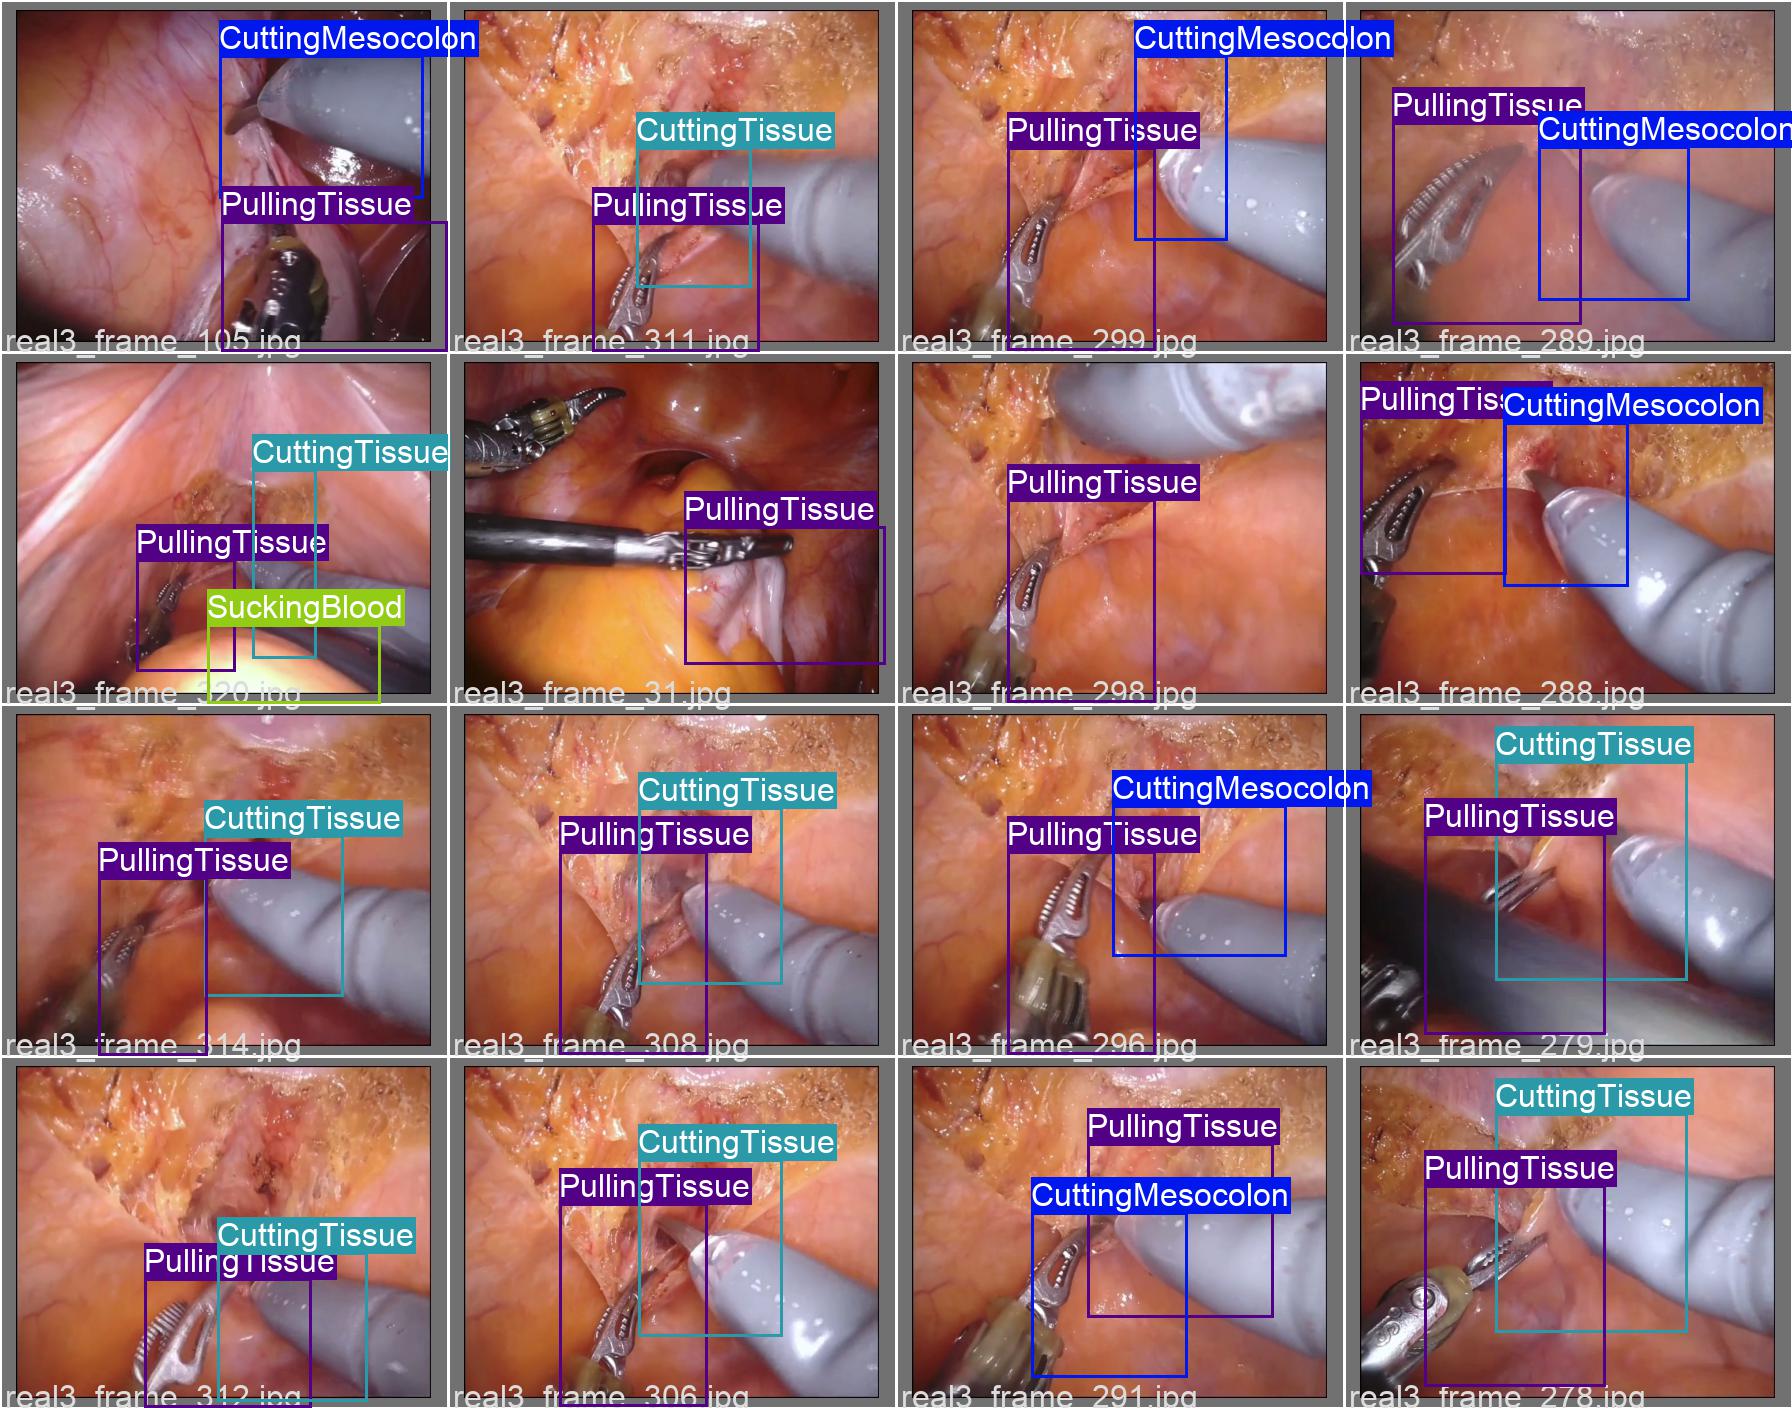 CuttingMesocolon
PullingTissue
real3_frame_105.jpg
CuttingTissue
PullingTissue
real3_frame_311.jpg
CuttingMesocolon
PullingTissue
real3_frame_299.jpg
PullingTissue
CuttingMesocolon
real3_frame_289.jpg
CuttingTissue
PullingTissue
SuckingBlood
real3_frame_320.jpg
PullingTissue
real3_frame_31.jpg
PullingTissue
real3_frame_298.jpg
PullingTiss
CuttingMesocolon
real3_frame_288.jpg
CuttingTissue
PullingTissue
real3_frame_314.jpg
CuttingTissue
PullingTissue
real3_frame_308.jpg
CuttingMesocolon
PullingTissue
real3_frame_296.jpg
CuttingTissue
PullingTissue
real3_frame_279.jpg
CuttingTissue
PullingTissue
real3_frame_312.jpg
CuttingTissue
PullingTissue
real3_frame_306.jpg
PullingTissue
CuttingMesocolon
real3_frame_291.jpg
CuttingTissue
PullingTissue
real3_frame_278.jpg